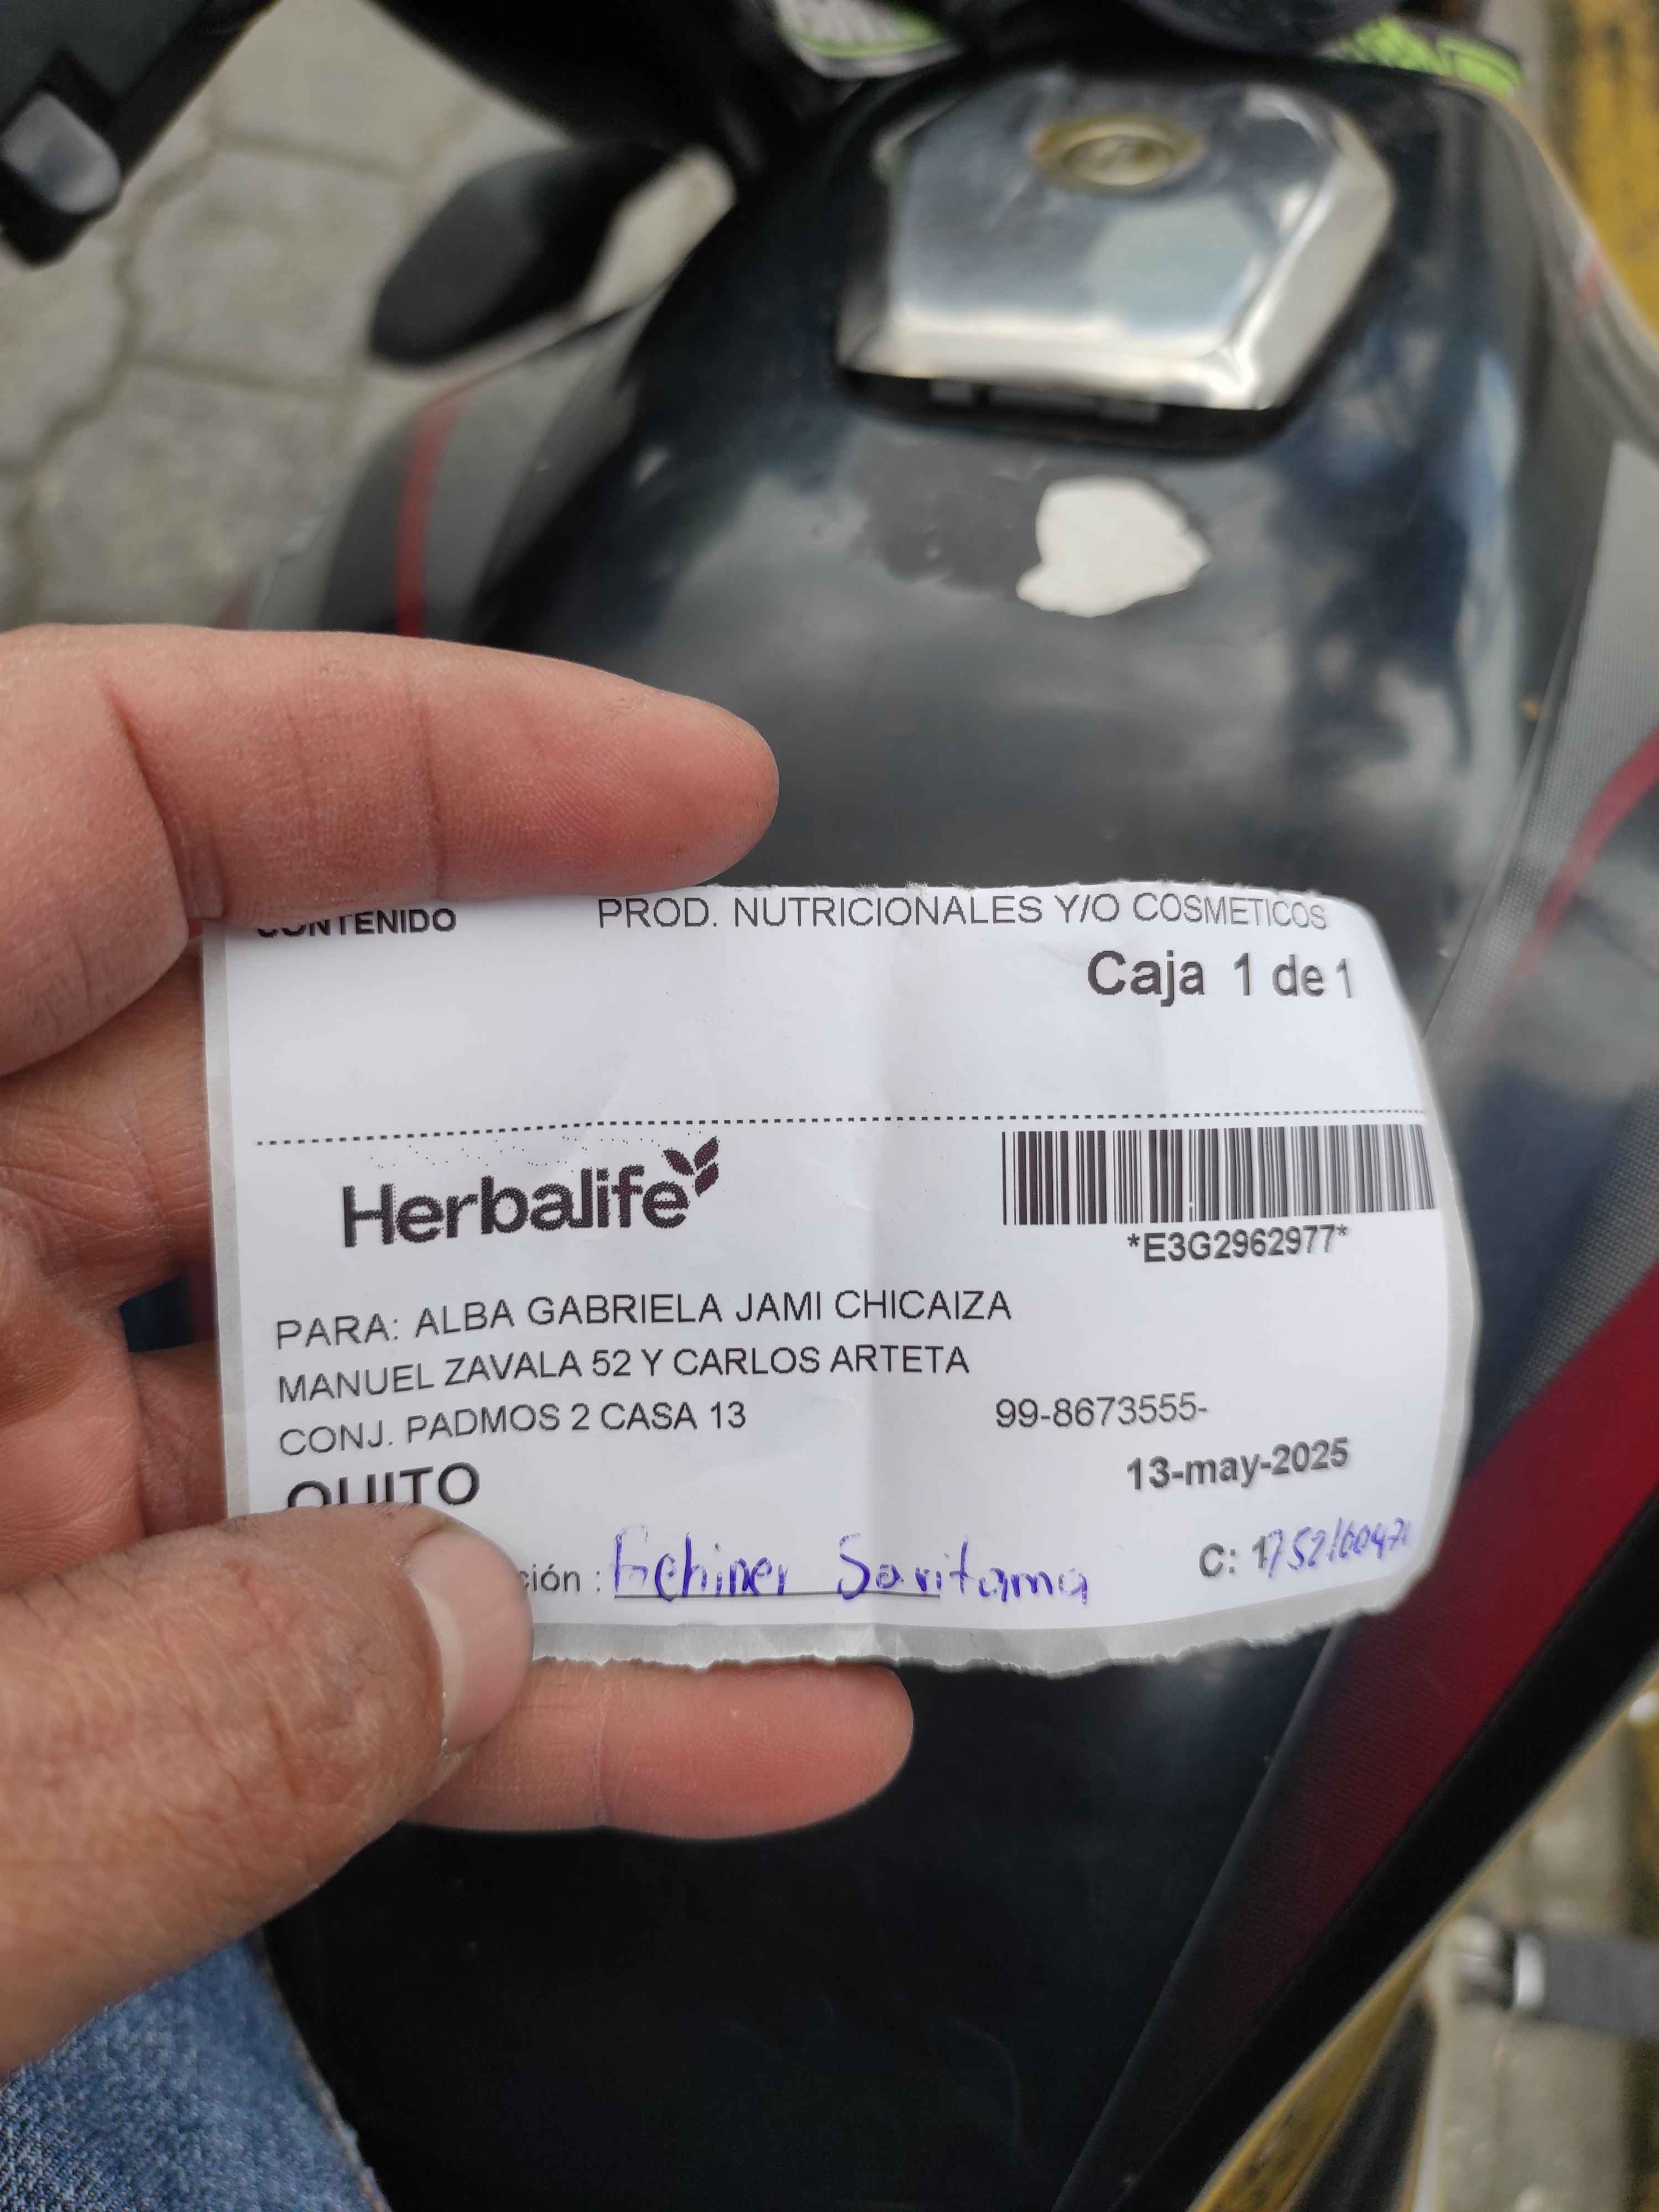 CONTENIDO PROD. NUTRICIONALES Y/O COSMETICOS
Caja 1 de 1
Herbalife
*E3G2962977*
PARA: ALBA GABRIELA JAMI CHICAIZA
MANUEL ZAVALA 52 Y CARLOS ARTETA
CONJ. PADMOS 2 CASA 13 99-8673555-
13-may-2025
QUITO
ción : Saritama C: